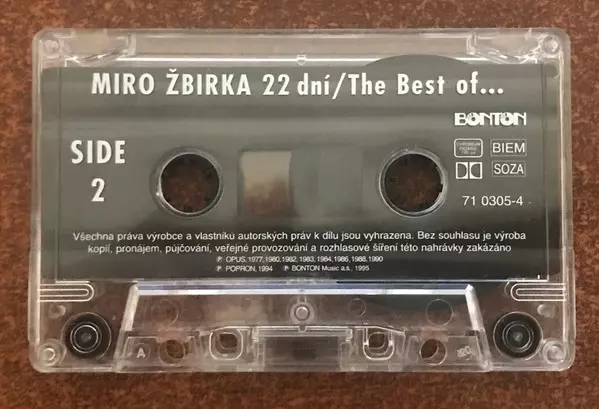 MIRO ŽBIRKA 22 dní/The Best of...
BONTON
SIDE
2
BIEM
SOZA
71 0305-4
Všechna práva výrobce a vlastníků autorských práv k dílu jsou vyhrazena. Bez souhlasu je výroba
kopií, pronájem, půjčování, veřejné provozování a rozhlasové šíření této nahrávky zakázáno
℗ OPUS, 1977,1980,1982,1983,1984,1986,1988,1990
℗ POPRON, 1994 ℗ BONTON Music a.s., 1995
A